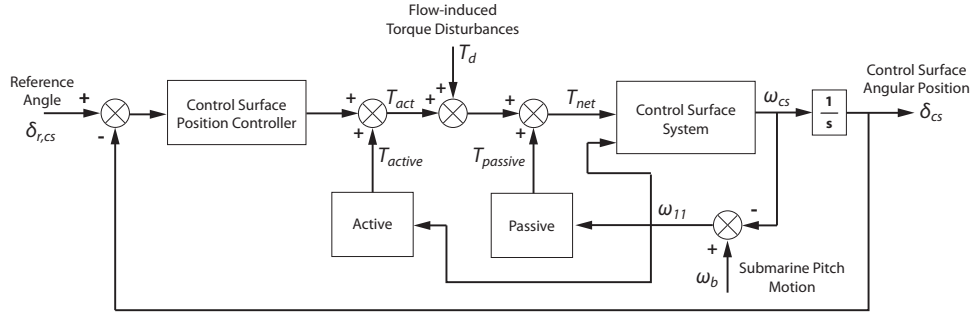 Flow-induced
Torque Disturbances
T_d
Reference
Angle
δ_r,cs
+
-
Control Surface
Position Controller
+
+
T_act
T_active
+
+
+
+
T_passive
T_net
Control Surface
System
ω_cs
1
s
Control Surface
Angular Position
δ_cs
Active
Passive
ω_11
-
+
ω_b
Submarine Pitch
Motion